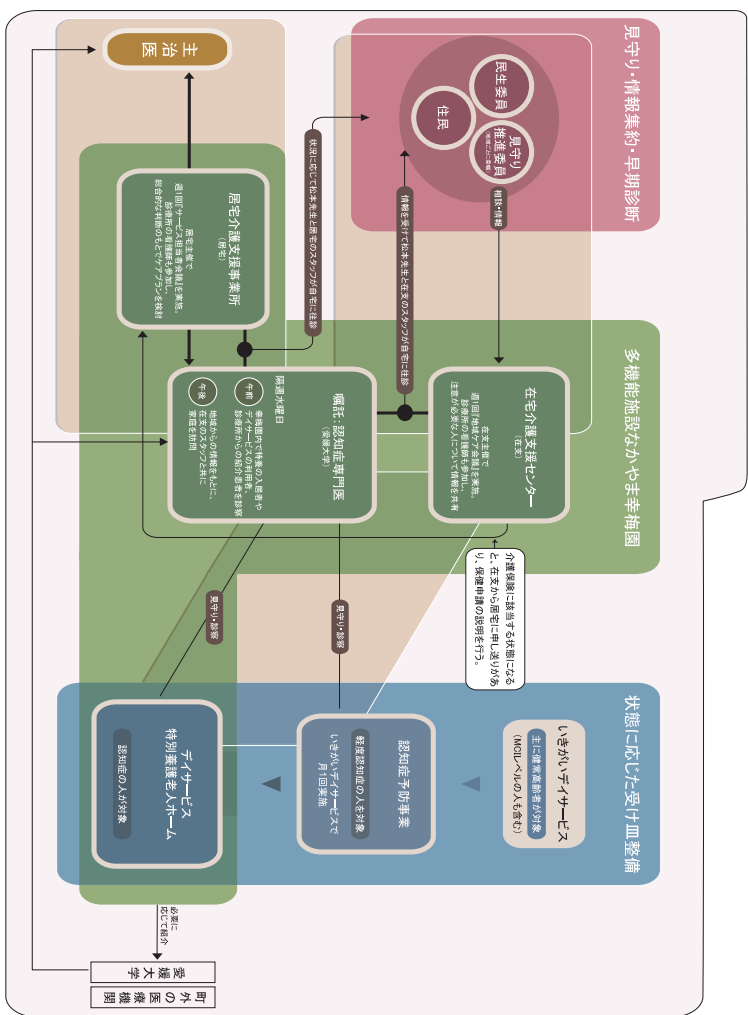 見守り・情報集約・早期診断
民生委員
見守り
推進委員
住民
相談・情報
主治医
状況に応じて松本先生と居宅のスタッフが自宅に往診
情報を受けて松本先生と在支のスタッフが自宅に往診
多機能施設なかやま幸梅園
在宅介護支援センター
(在支)
在支主催で
週1回『地域ケア会議』を実施。
診療所の看護師も参加し、
注意が必要な人について情報を共有
嘱託：認知症専門医
(愛媛大学)
隔週水曜日
午前
幸梅園内で特養の入居者や
デイサービスの利用者、
診療所からの紹介患者を診察
午後
地域からの情報をもとに、
在支のスタッフと共に
家庭を訪問
居宅介護支援事業所
(居宅)
居宅主催で
週1回『サービス担当者会議』を実施。
診療所の看護師も参加し、
総合的な判断のもとでケアプランを検討
介護保険に該当する状態になる
と、在支から居宅に申し送りがあ
り、保健申請の説明を行う。
見守り・診察
見守り・診察
状態に応じた受け皿整備
いきがいデイサービス
主に健常高齢者が対象
(MCIレベルの人も含む)
認知症予防事業
軽度認知症の人を対象
いきがいデイサービスで
月1回実施
デイサービス
特別養護老人ホーム
認知症の人が対象
必要に
応じて紹介
愛媛大学
町外の医療機関